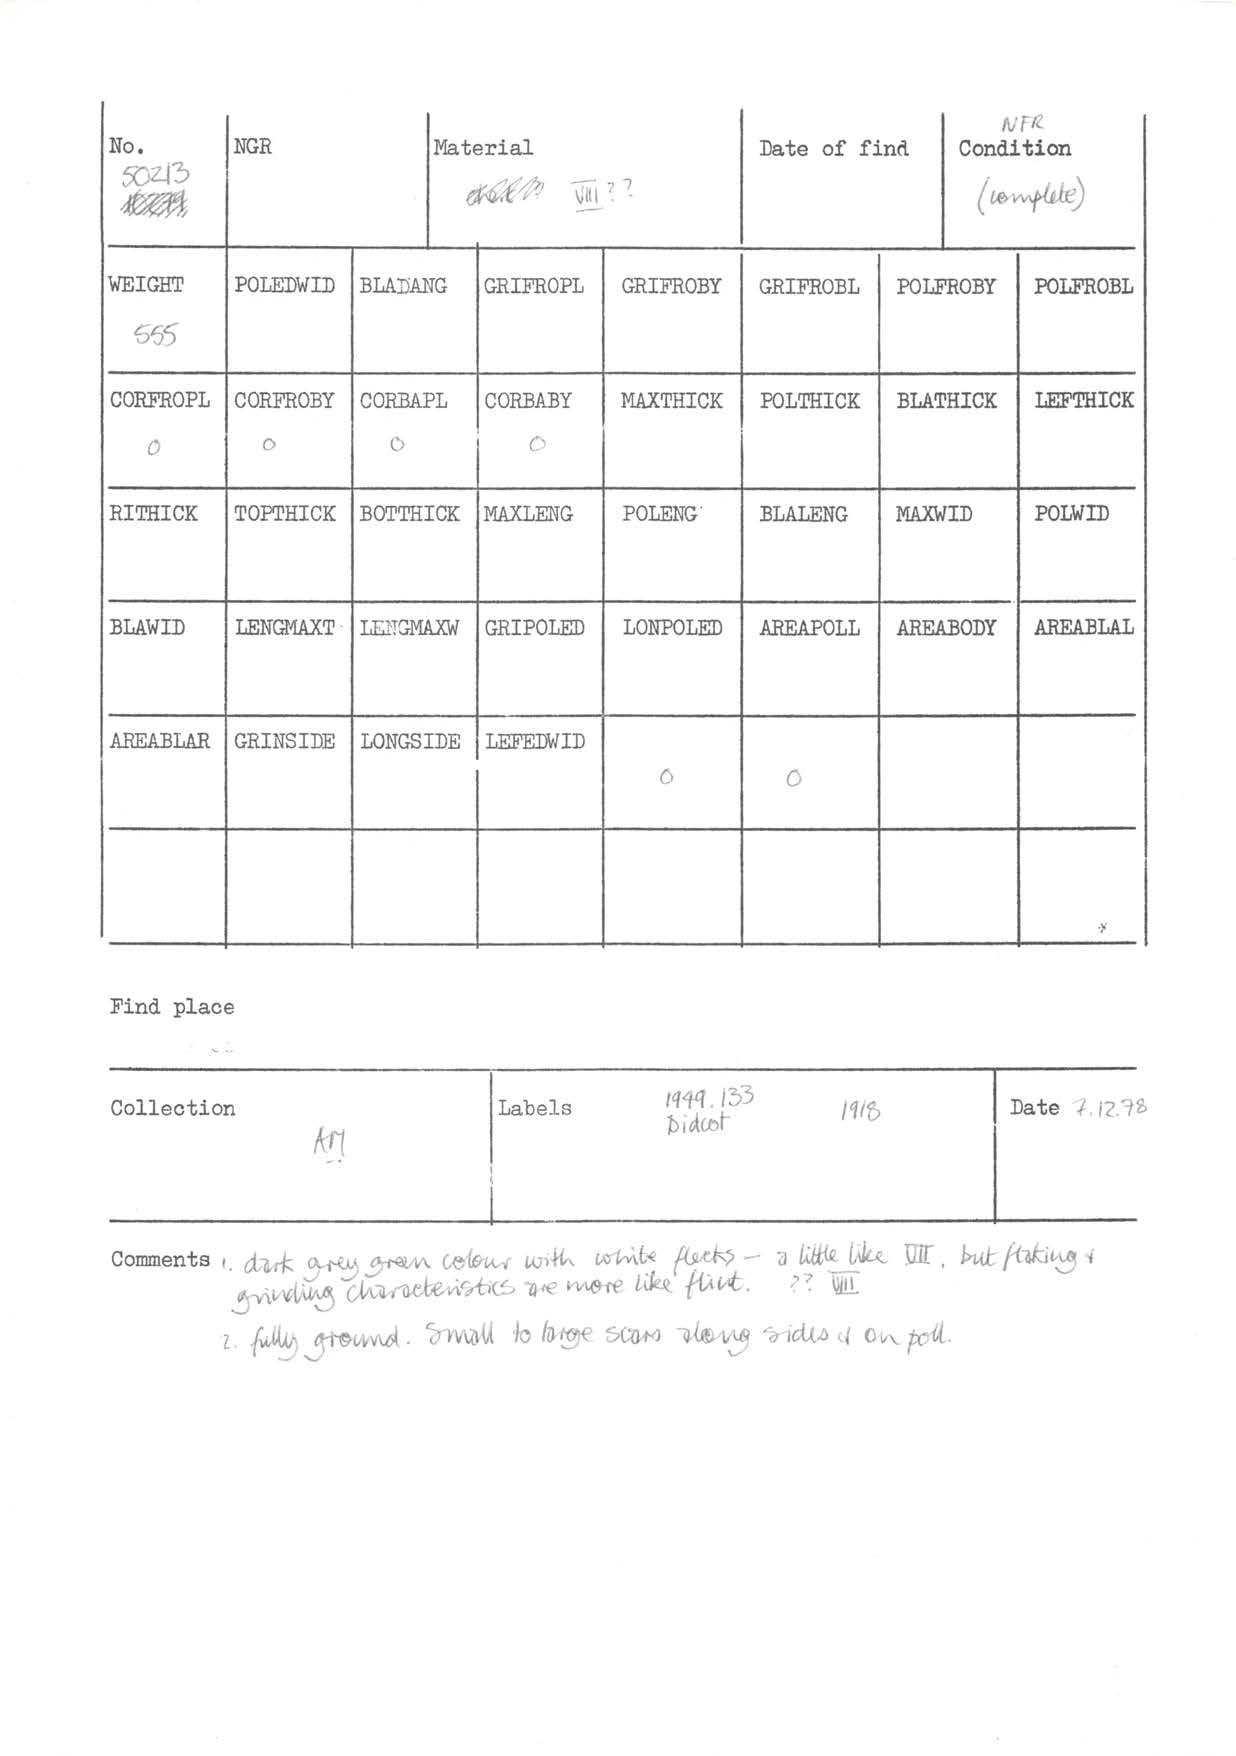 NFR
No. NGR Material Date of find Condition
50213 VIII ?? (complete)
WEIGHT POLEDWID BLADANG GRIFROPL GRIFROBY GRIFROBL POLFROBY POLFROBL
555
CORFROPL CORFROBY CORBAPL CORBABY MAXTHICK POLTHICK BLATHICK LEFTHICK
0 0 0 0
RITHICK TOPTHICK BOTTHICK MAXLENG POLENG BLALENG MAXWID POLWID
BLAWID LENGMAXT LENGMAXW GRIPOLED LONPOLED AREAPOLL AREABODY AREABLAL
AREABLAR GRINSIDE LONGSIDE LEFEDWID
0 0
*
Find place
Collection Labels 1949.133 1918 Date 7.12.78
Didcot
AM
Comments 1. dark grey green colour with white flecks – a little like VIII, but flaking &
grinding characteristics are more like flint. ?? VIII
2. fully ground. Small to large scars along sides & on poll.